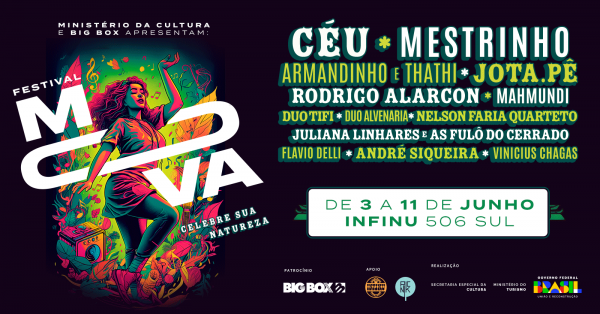 MINISTÉRIO DA CULTURA
E BIG BOX APRESENTAM:
FESTIVAL
MOOVA
CELEBRE SUA
NATUREZA
CÉU * MESTRINHO
ARMANDINHO E THATHI * JOTA.PÊ
RODRIGO ALARCON * MAHMUNDI
DUO TIFI * DUO ALVENARIA * NELSON FARIA QUARTETO
JULIANA LINHARES E AS FULÔ DO CERRADO
FLAVIO DELLI * ANDRÉ SIQUEIRA * VINICIUS CHAGAS
DE 3 A 11 DE JUNHO
INFINU 506 SUL
PATROCÍNIO
BIG BOX
APOIO
REALIZAÇÃO
SECRETARIA ESPECIAL DA
CULTURA
MINISTÉRIO DO
TURISMO
GOVERNO FEDERAL
BRASIL
UNIÃO E RECONSTRUÇÃO